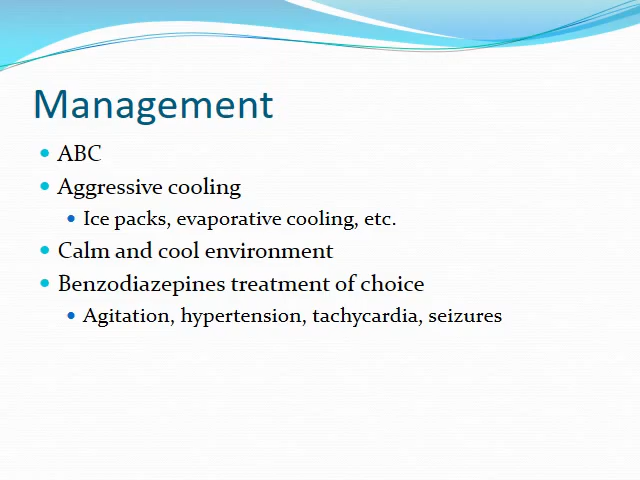 Management
ABC
Aggressive cooling
Ice packs, evaporative cooling, etc.
Calm and cool environment
Benzodiazepines treatment of choice
Agitation, hypertension, tachycardia, seizures